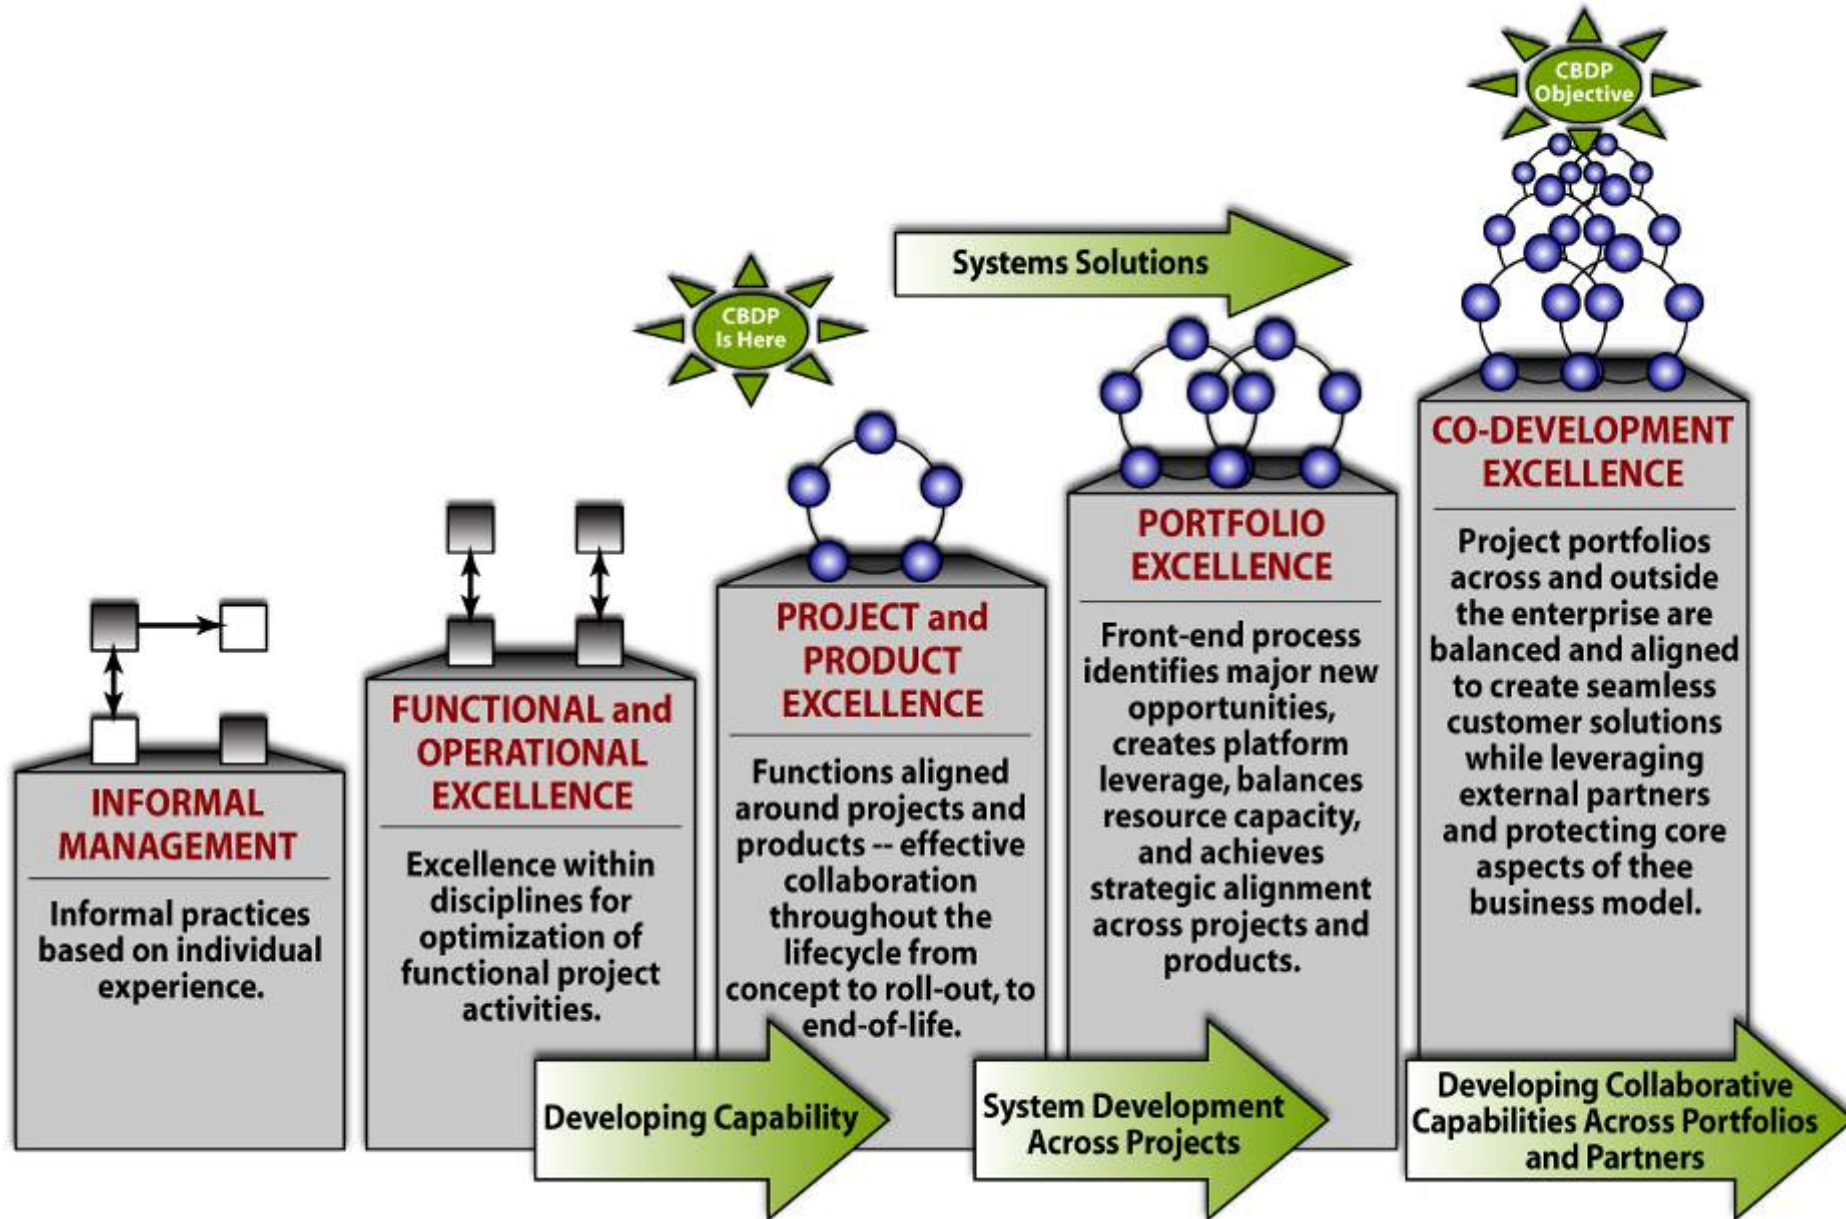 CBDP
Objective
Systems Solutions
CBDP
Is Here
INFORMAL
MANAGEMENT
Informal practices
based on individual
experience.
FUNCTIONAL and
OPERATIONAL
EXCELLENCE
Excellence within
disciplines for
optimization of
functional project
activities.
PROJECT and
PRODUCT
EXCELLENCE
Functions aligned
around projects and
products -- effective
collaboration
throughout the
lifecycle from
concept to roll-out, to
end-of-life.
PORTFOLIO
EXCELLENCE
Front-end process
identifies major new
opportunities,
creates platform
leverage, balances
resource capacity,
and achieves
strategic alignment
across projects and
products.
CO-DEVELOPMENT
EXCELLENCE
Project portfolios
across and outside
the enterprise are
balanced and aligned
to create seamless
customer solutions
while leveraging
external partners
and protecting core
aspects of thee
business model.
Developing Capability
System Development
Across Projects
Developing Collaborative
Capabilities Across Portfolios
and Partners